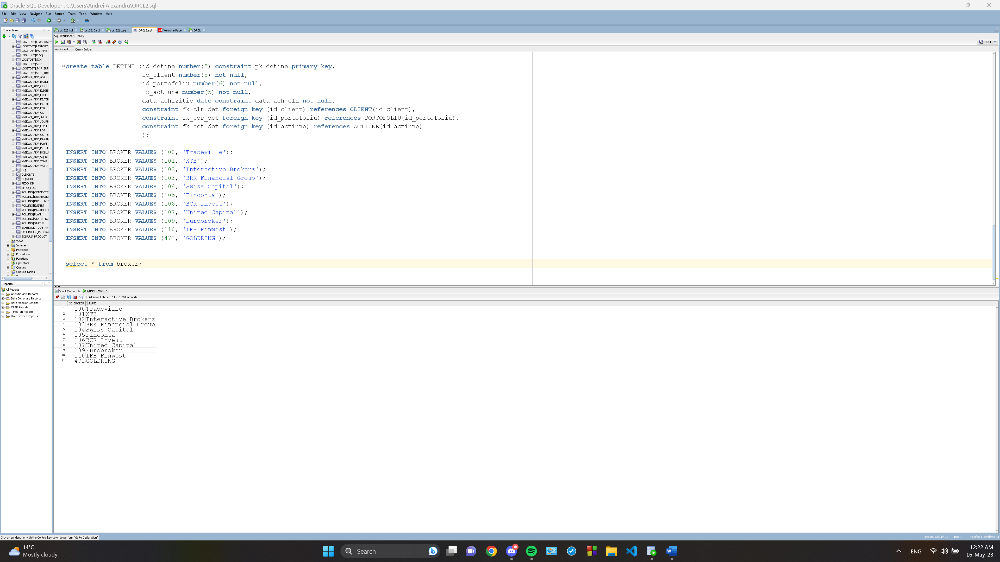 Oracle SQL Developer : C:\Users\Andrei Alexandru\ORCL2.sql
File Edit View Navigate Run Source Team Tools Window Help
Connections
gr1322.sql
gr13210.sql
gr13211.sql
ORCL2.sql
Welcome Page
ORCL
SQL Worksheet History
ORCL
Worksheet Query Builder
LOGSTDBY$FLASHBAC
LOGSTDBY$HISTORY
LOGSTDBY$PARAMET
LOGSTDBY$PLSQL
LOGSTDBY$SCN
LOGSTDBY$SKIP
LOGSTDBY$SKIP_SUP
LOGSTDBY$SKIP_TRA
MVIEW$_ADV_AJG
MVIEW$_ADV_BASET
MVIEW$_ADV_CLIQU
MVIEW$_ADV_ELIGIB
MVIEW$_ADV_EXCEP
MVIEW$_ADV_FILTER
MVIEW$_ADV_FILTER
MVIEW$_ADV_FJG
MVIEW$_ADV_GC
MVIEW$_ADV_INFO
MVIEW$_ADV_JOURN
MVIEW$_ADV_LEVEL
MVIEW$_ADV_LOG
MVIEW$_ADV_OUTPU
MVIEW$_ADV_PARAM
MVIEW$_ADV_PLAN
MVIEW$_ADV_PRETT
MVIEW$_ADV_ROLLU
MVIEW$_ADV_SQLDE
MVIEW$_ADV_TEMP
MVIEW$_ADV_WORK
OL$
OL$HINTS
OL$NODES
REDO_DB
REDO_LOG
ROLLING$CONNECTIO
ROLLING$DATABASES
ROLLING$DIRECTIVES
ROLLING$EVENTS
ROLLING$PARAMETER
ROLLING$PLAN
ROLLING$STATISTICS
ROLLING$STATUS
SCHEDULER_JOB_AR
SCHEDULER_PROGRA
SQLPLUS_PRODUCT_
Views
Indexes
Packages
Procedures
Functions
Operators
Queues
Queues Tables
create table DETINE (id_detine number(5) constraint pk_detine primary key,
id_client number(5) not null,
id_portofoliu number(6) not null,
id_actiune number(5) not null,
data_achizitie date constraint data_ach_cln not null,
constraint fk_cln_det foreign key (id_client) references CLIENT(id_client),
constraint fk_por_det foreign key (id_portofoliu) references PORTOFOLIU(id_portofoliu),
constraint fk_act_det foreign key (id_actiune) references ACTIUNE(id_actiune)
);
INSERT INTO BROKER VALUES (100, 'Tradeville');
INSERT INTO BROKER VALUES (101, 'XTB');
INSERT INTO BROKER VALUES (102, 'Interactive Brokers');
INSERT INTO BROKER VALUES (103, 'BRK Financial Group');
INSERT INTO BROKER VALUES (104, 'Swiss Capital');
INSERT INTO BROKER VALUES (105, 'Finconta');
INSERT INTO BROKER VALUES (106, 'BCR Invest');
INSERT INTO BROKER VALUES (107, 'United Capital');
INSERT INTO BROKER VALUES (109, 'Eurobroker');
INSERT INTO BROKER VALUES (110, 'IFB Finwest');
INSERT INTO BROKER VALUES (472, 'GOLDRING');
select * from broker;
Reports
All Reports
Analytic View Reports
Data Dictionary Reports
Data Modeler Reports
OLAP Reports
TimesTen Reports
User Defined Reports
Script Output x Query Result x
SQL | All Rows Fetched: 11 in 0.001 seconds
ID_BROKER NUME
1 100 Tradeville
2 101 XTB
3 102 Interactive Brokers
4 103 BRK Financial Group
5 104 Swiss Capital
6 105 Finconta
7 106 BCR Invest
8 107 United Capital
9 109 Eurobroker
10 110 IFB Finwest
11 472 GOLDRING
Click on an identifier with the Control key down to perform "Go to Declaration"
| Line 109 Column 22 | Insert | Modified | Windows: C
14°C
Mostly cloudy
Search
ENG
12:22 AM
16-May-23